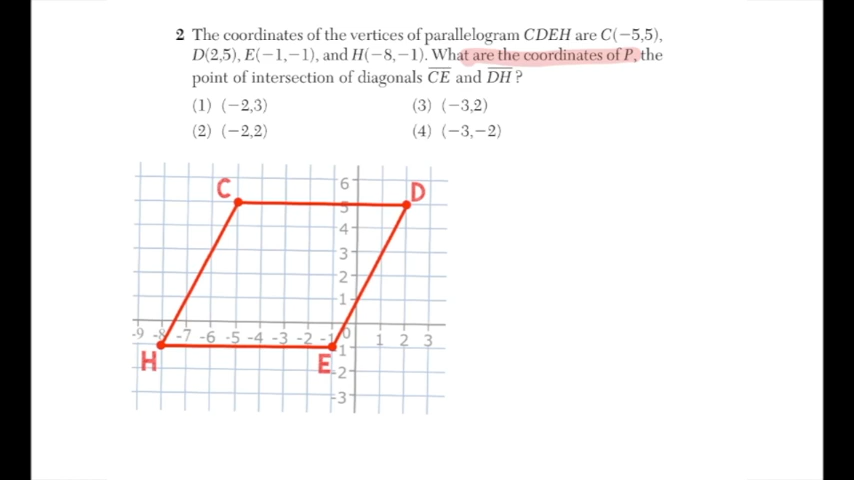 2 The coordinates of the vertices of parallelogram CDEH are C(−5,5),
D(2,5), E(−1,−1), and H(−8,−1). What are the coordinates of P, the
point of intersection of diagonals CE and DH?
(1) (−2,3) (3) (−3,2)
(2) (−2,2) (4) (−3,−2)
C 6 D
5
4
3
2
1
-9 -8 -7 -6 -5 -4 -3 -2 -1 0 1 2 3
H E 1
-2
-3